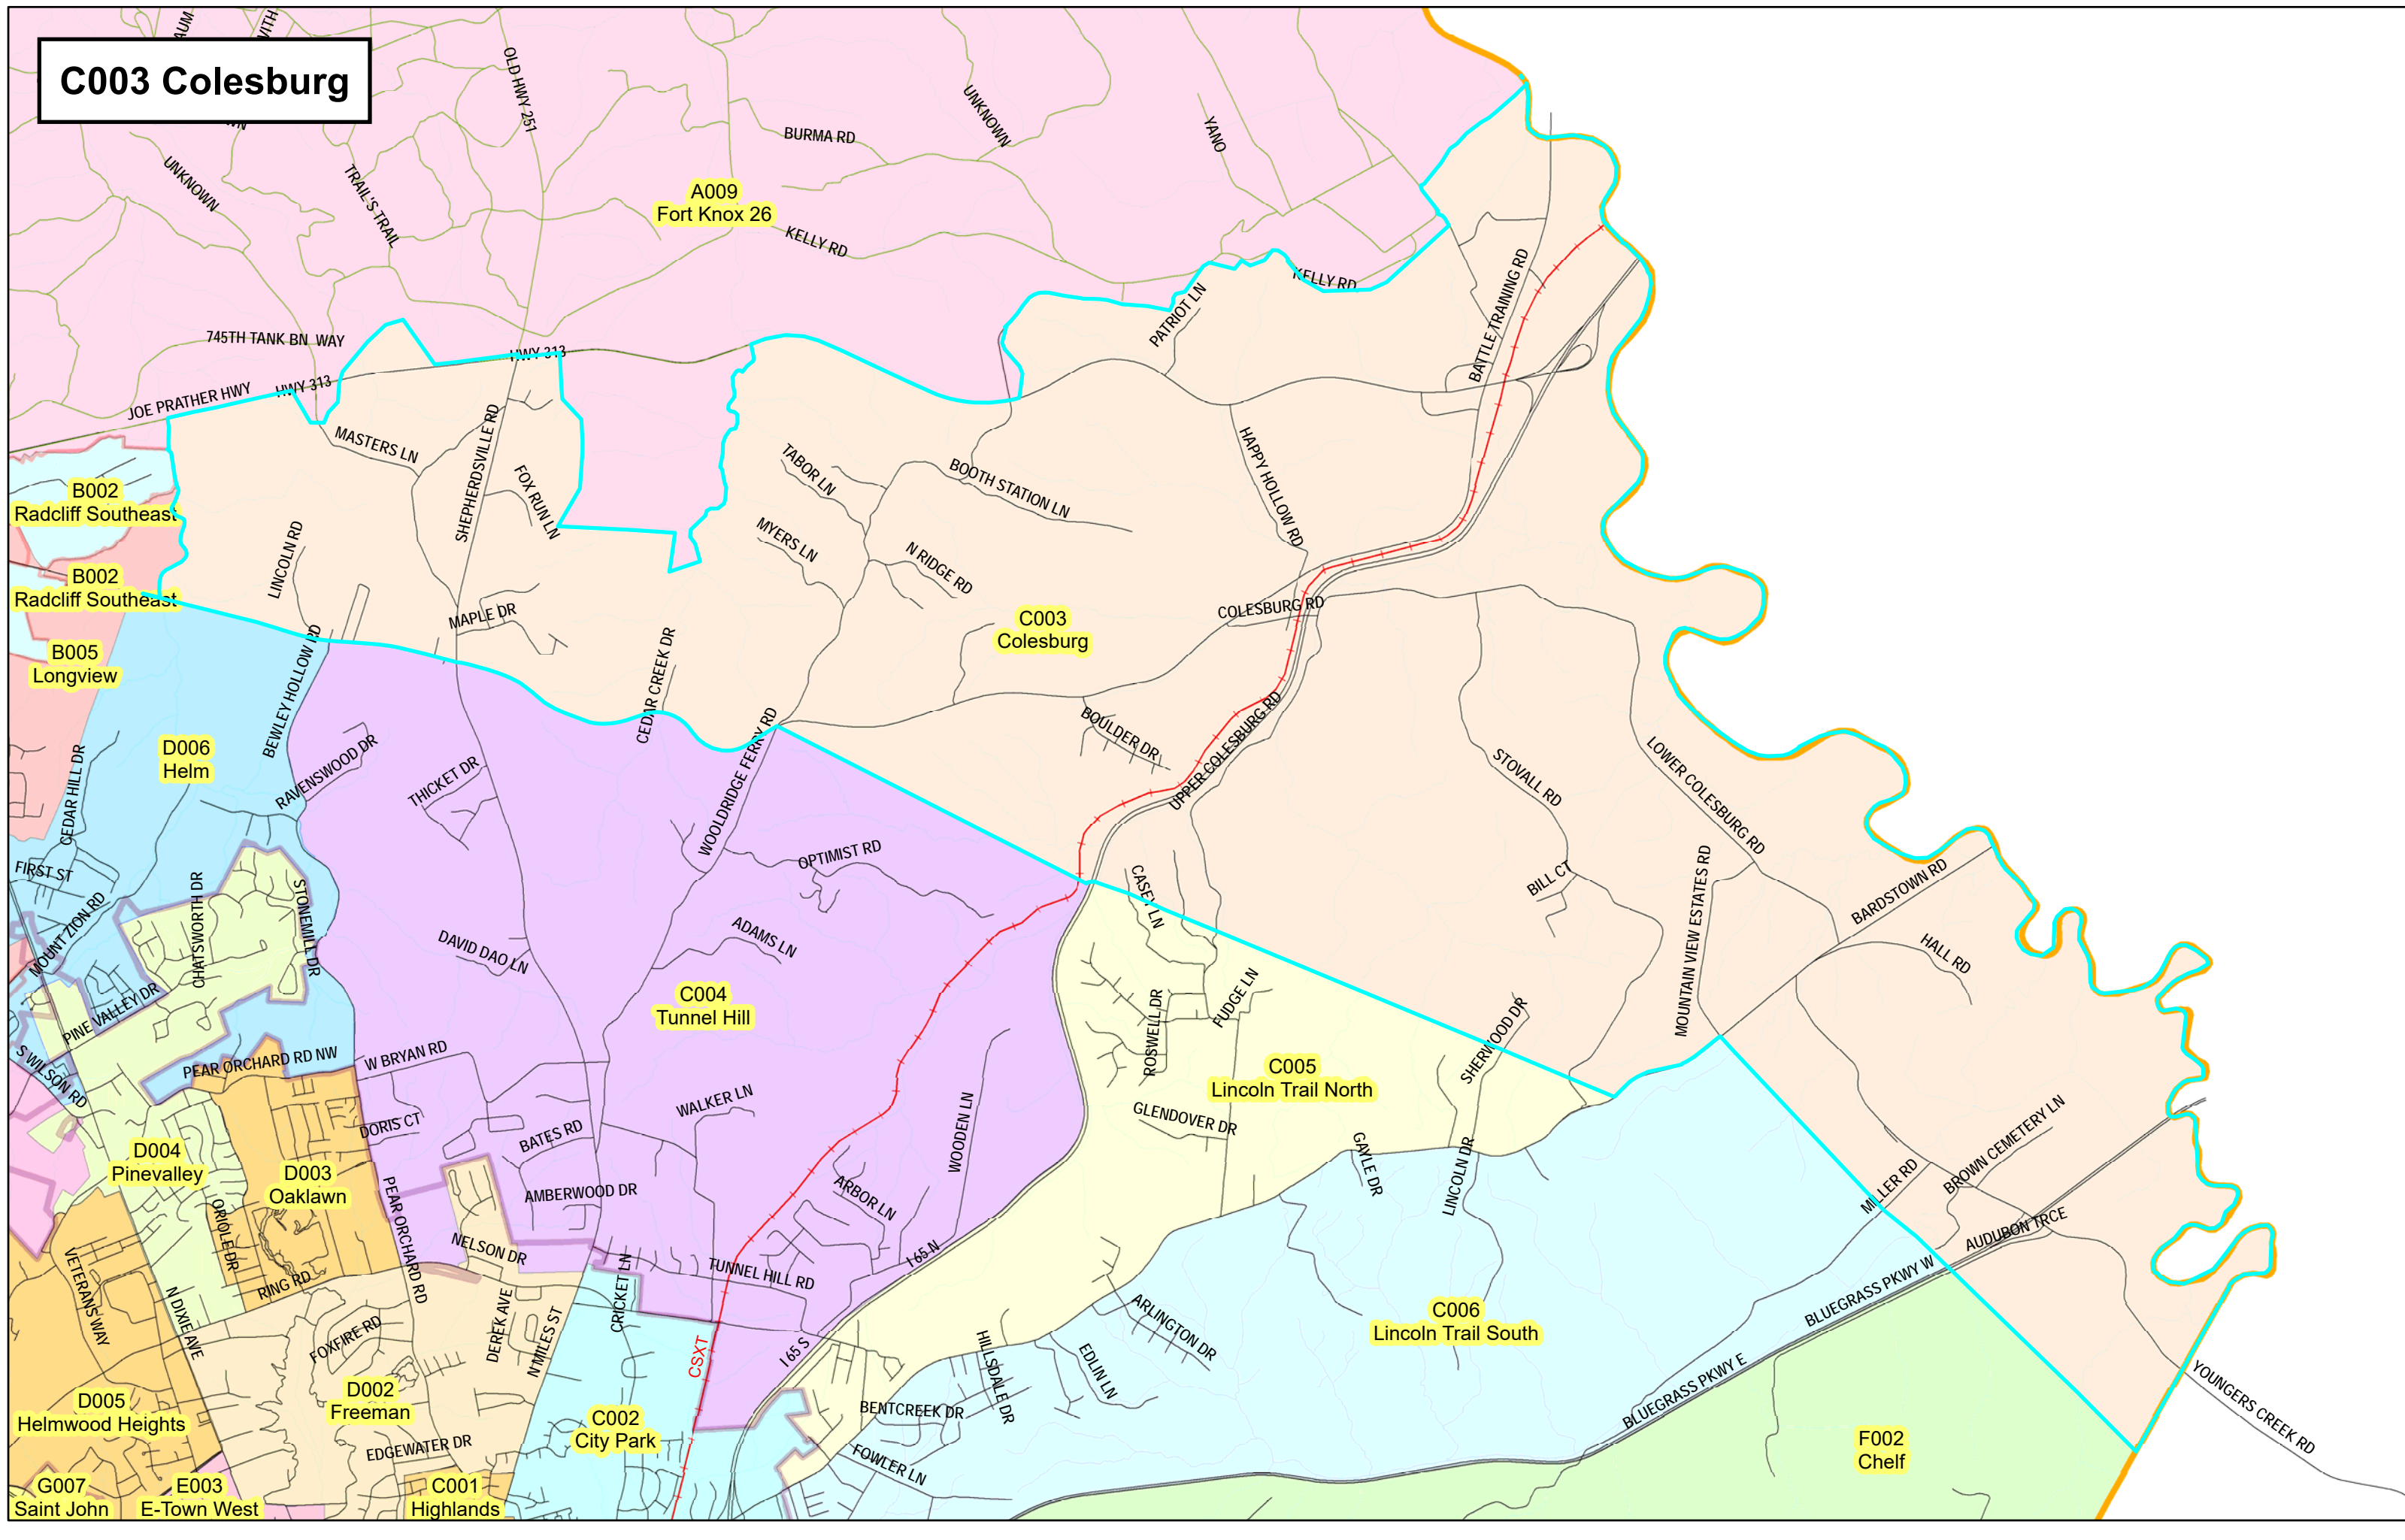 C003 Colesburg
AUM
VITH
WN
OLD HWY 251
UNKNOWN
TRAIL'S TRAIL
UNKNOWN
BURMA RD
YANO
A009
Fort Knox 26
KELLY RD
KELLY RD
PATRIOT LN
BATTLE TRAINING RD
745TH TANK BN WAY
HWY 313
HWY 313
JOE PRATHER HWY
MASTERS LN
SHEPHERDSVILLE RD
FOX RUN LN
TABOR LN
BOOTH STATION LN
HAPPY HOLLOW RD
B002
Radcliff Southeast
LINCOLN RD
MYERS LN
N RIDGE RD
B002
Radcliff Southeast
MAPLE DR
COLESBURG RD
C003
Colesburg
B005
Longview
BEWLEY HOLLOW RD
CEDAR CREEK DR
WOOLDRIDGE FERRY RD
BOULDER DR
UPPER COLESBURG RD
STOVALL RD
LOWER COLESBURG RD
D006
Helm
CEDAR HILL DR
RAVENSWOOD DR
THICKET DR
OPTIMIST RD
FIRST ST
MOUNT ZION RD
CHATSWORTH DR
STONEMILL DR
CASEY LN
BILL CT
MOUNTAIN VIEW ESTATES RD
BARDSTOWN RD
HALL RD
DAVID DAO LN
ADAMS LN
PINE VALLEY DR
C004
Tunnel Hill
ROSWELL DR
FUDGE LN
SHERWOOD DR
S WILSON RD
PEAR ORCHARD RD NW
W BRYAN RD
C005
Lincoln Trail North
DORIS CT
BATES RD
WALKER LN
WOODEN LN
GLENDOVER DR
GAYLE DR
LINCOLN DR
MILLER RD
BROWN CEMETERY LN
D004
Pinevalley
D003
Oaklawn
PEAR ORCHARD RD
AMBERWOOD DR
ARBOR LN
ORIOLE DR
VETERANS WAY
NELSON DR
CRICKET LN
TUNNEL HILL RD
I 65 N
AUDUBON TRCE
BLUEGRASS PKWY W
RING RD
N DIXIE AVE
FOXFIRE RD
DEREK AVE
N MILES ST
CSXT
I 65 S
HILLSDALE DR
EDLIN LN
ARLINGTON DR
C006
Lincoln Trail South
BLUEGRASS PKWY E
YOUNGERS CREEK RD
D005
Helmwood Heights
D002
Freeman
C002
City Park
BENTCREEK DR
EDGEWATER DR
FOWLER LN
F002
Chelf
G007
Saint John
E003
E-Town West
C001
Highlands